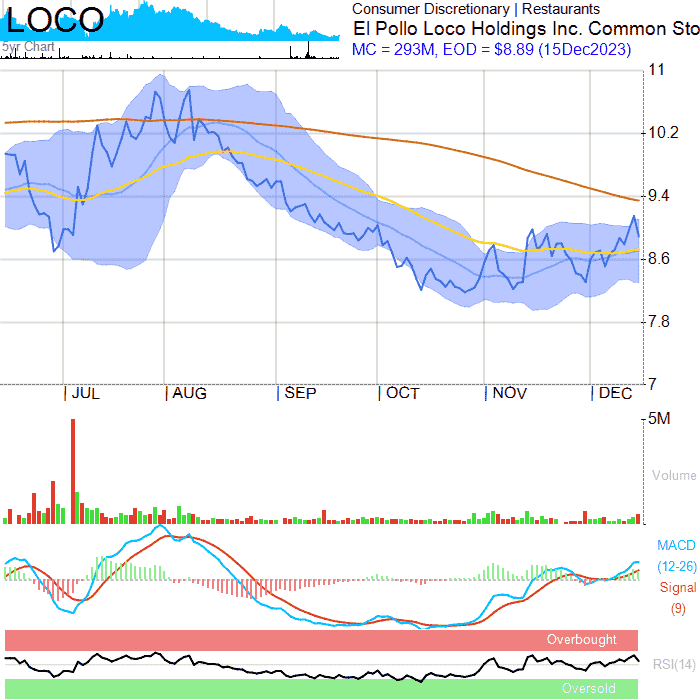 LOCO
5yr Chart
Consumer Discretionary | Restaurants
El Pollo Loco Holdings Inc. Common Sto
MC = 293M, EOD = $8.89 (15Dec2023)
11
10.2
9.4
8.6
7.8
7
JUL AUG SEP OCT NOV DEC
5M
Volume
MACD
(12-26)
Signal
(9)
Overbought
RSI(14)
Oversold